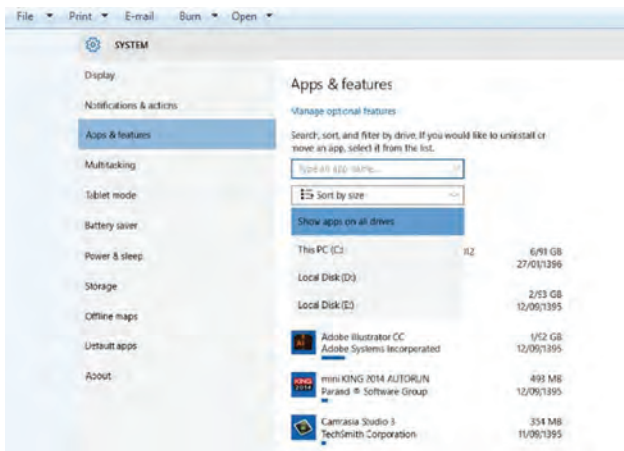 File Print E-mail Burn Open
SYSTEM
Display
Notifications & actions
Apps & features
Multitasking
Tablet mode
Battery saver
Power & sleep
Storage
Offline maps
Default apps
About
Apps & features
Manage optional features
Search, sort, and filter by drive. If you would like to uninstall or
move an app, select it from the list.
Type an app name...
Sort by size
Show apps on all drives
This PC (C:)
Local Disk (D:)
Local Disk (E:)
6/91 GB
27/01/1396
2/53 GB
12/09/1395
Adobe Illustrator CC 1/52 GB
Adobe Systems Incorporated 12/09/1395
mini KING 2014 AUTORUN 493 MB
Parand ® Software Group 12/09/1395
Camtasia Studio 8 354 MB
TechSmith Corporation 11/09/1395